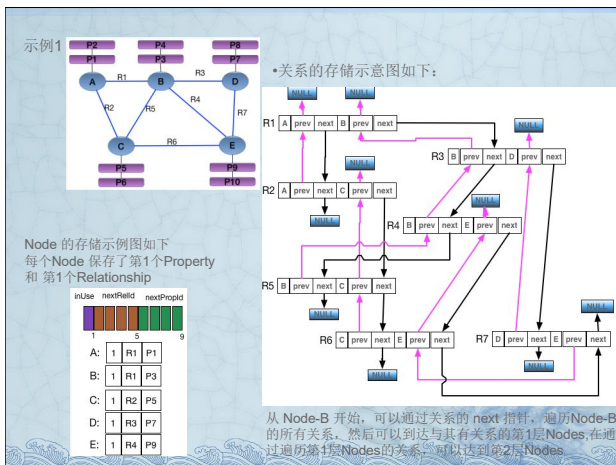 示例1
P2 P4 P8
P1 P3 P7
A R1 B R3 D
R2 R5 R4 R7
C R6 E
P5 P9
P6 P10
•关系的存储示意图如下:
NULL NULL
R1 A prev next B prev next NULL
R3 B prev next D prev next
NULL NULL
R2 A prev next C prev next NULL
NULL
R4 B prev next E prev next
NULL
R5 B prev next C prev next
NULL NULL
R6 C prev next E prev next
R7 D prev next E prev next
NULL NULL
Node 的存储示例图如下
每个Node 保存了第1个Property
和 第1个Relationship
inUse nextRelId nextPropId
1 5 9
A: 1 R1 P1
B: 1 R1 P3
C: 1 R2 P5
D: 1 R3 P7
E: 1 R4 P9
从 Node-B 开始,可以通过关系的 next 指针,遍历Node-B
的所有关系,然后可以到达与其有关系的第1层Nodes,在通
过遍历第1层Nodes的关系,可以达到第2层Nodes